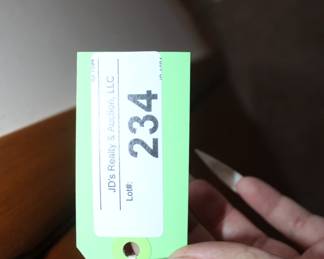 JD's Realty & Auction, LLC
Lot#: 234